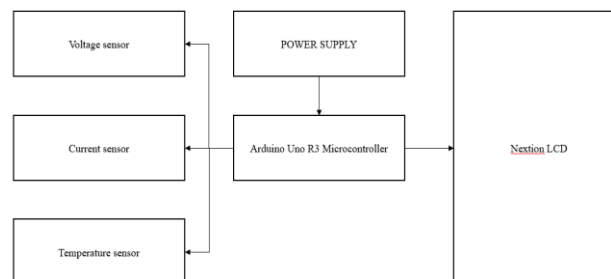 Voltage sensor
POWER SUPPLY
Current sensor
Arduino Uno R3 Microcontroller
Nextion LCD
Temperature sensor